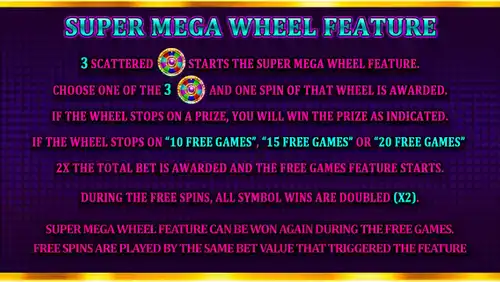 SUPER MEGA WHEEL FEATURE
3 SCATTERED STARTS THE SUPER MEGA WHEEL FEATURE.
CHOOSE ONE OF THE 3 AND ONE SPIN OF THAT WHEEL IS AWARDED.
IF THE WHEEL STOPS ON A PRIZE, YOU WILL WIN THE PRIZE AS INDICATED.
IF THE WHEEL STOPS ON “10 FREE GAMES”, “15 FREE GAMES” OR “20 FREE GAMES”
2X THE TOTAL BET IS AWARDED AND THE FREE GAMES FEATURE STARTS.
DURING THE FREE SPINS, ALL SYMBOL WINS ARE DOUBLED (X2).
SUPER MEGA WHEEL FEATURE CAN BE WON AGAIN DURING THE FREE GAMES.
FREE SPINS ARE PLAYED BY THE SAME BET VALUE THAT TRIGGERED THE FEATURE